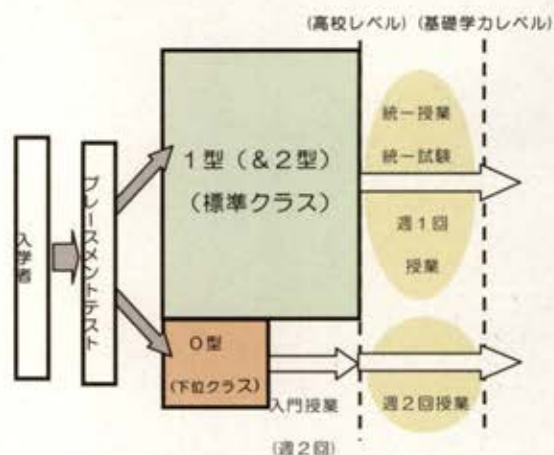 (高校レベル) (基礎学力レベル)
入学者
プレースメントテスト
1型(&2型)
(標準クラス)
統一授業
統一試験
週1回
授業
0型
(下位クラス)
入門授業
(週2回)
週2回授業